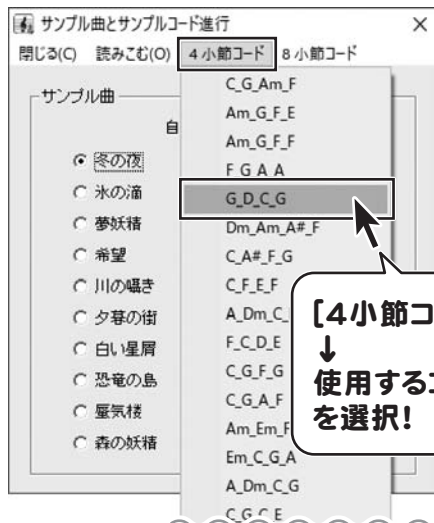 サンプル曲とサンプルコード進行
閉じる(C) 読みこむ(O) 4小節コード 8小節コード
サンプル曲
自
冬の夜
氷の滴
夢妖精
希望
川の囁き
夕暮の街
白い星屑
恐竜の島
蜃気楼
森の妖精
C_G_Am_F
Am_G_F_E
Am_G_F_F
F_G_A_A
G_D_C_G
Dm_Am_A#_F
C_A#_F_G
C_F_E_F
A_Dm_C_
F_C_D_E
C_G_F_G
C_G_A_F
Am_Em_F
Em_C_G_A
A_Dm_C_G
C_G_C_E
[4小節コ
↓
使用するコ
を選択!